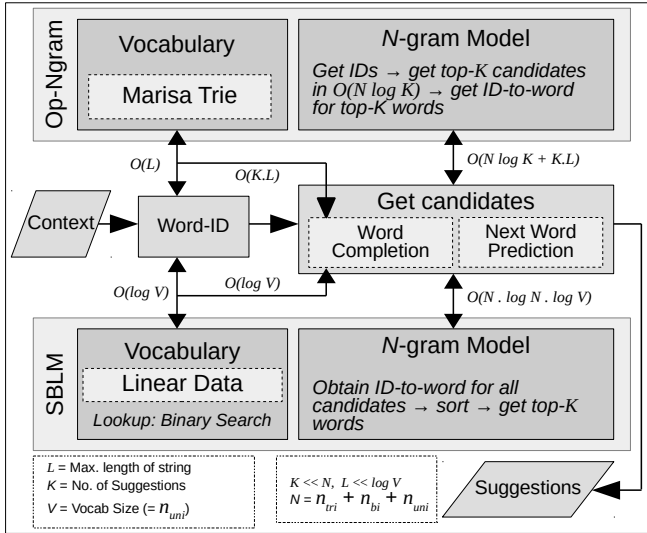 Op-Ngram
Vocabulary
Marisa Trie
N-gram Model
Get IDs → get top-K candidates
in O(N log K) → get ID-to-word
for top-K words
O(L)
O(K.L)
O(N log K + K.L)
Context
Word-ID
Get candidates
Word
Completion
Next Word
Prediction
O(log V)
O(log V)
O(N . log N . log V)
SBLM
Vocabulary
Linear Data
Lookup: Binary Search
N-gram Model
Obtain ID-to-word for all
candidates → sort → get top-K
words
L = Max. length of string
K = No. of Suggestions
V = Vocab Size (= n_uni)
K << N, L << log V
N = n_tri + n_bi + n_uni
Suggestions